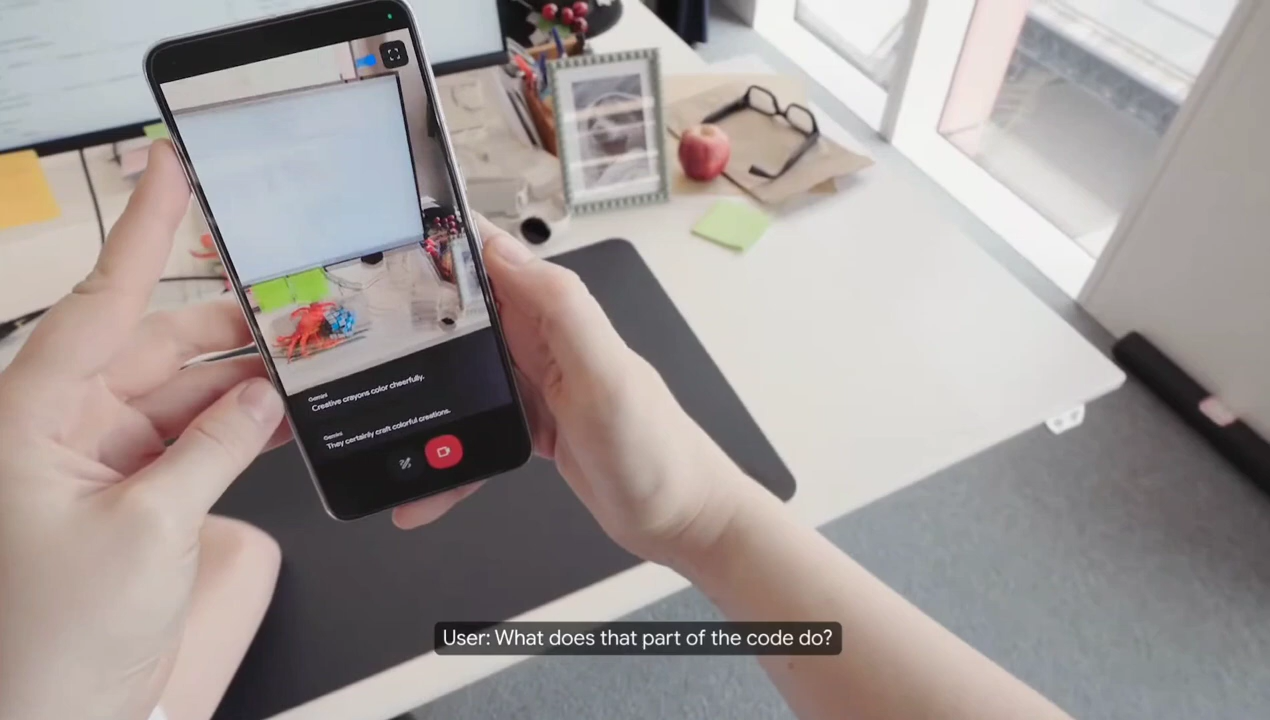 Gemini
Creative crayons color cheerfully.
Gemini
They certainly craft colorful creations.
User: What does that part of the code do?